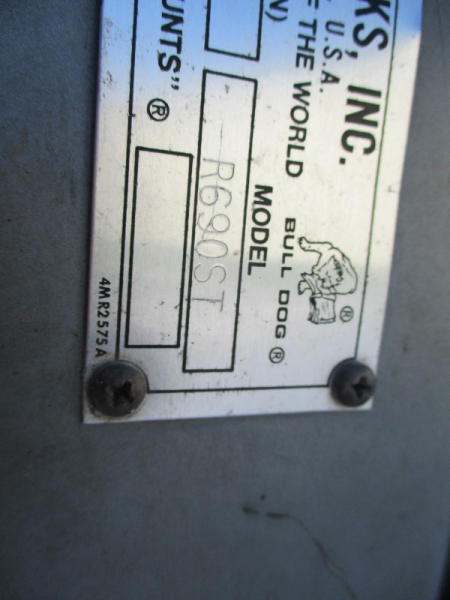 KS, INC.
U.S.A.
F THE WORLD
BULL DOG ®
®
N)
MODEL
R690ST
UNTS" ®
4MR2575A